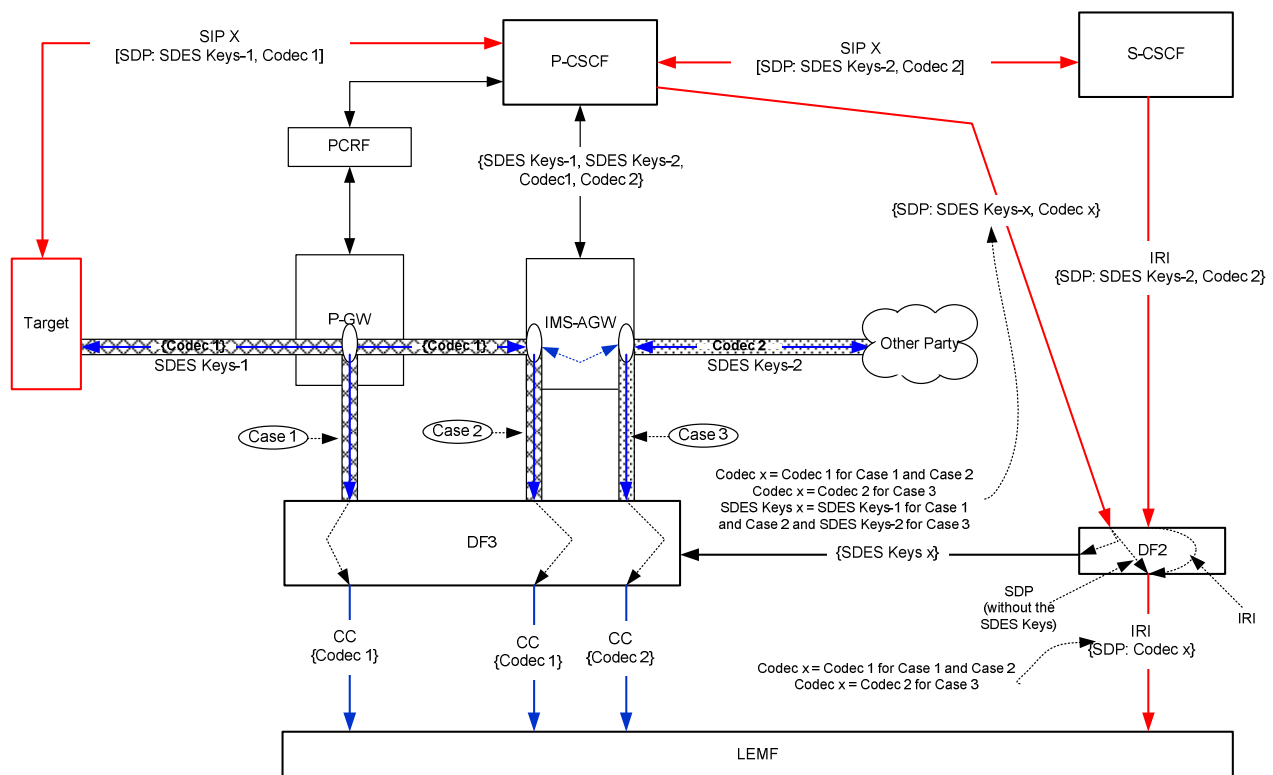 SIP X
[SDP: SDES Keys-1, Codec 1]
P-CSCF
SIP X
[SDP: SDES Keys-2, Codec 2]
S-CSCF
PCRF
{SDES Keys-1, SDES Keys-2,
Codec1, Codec 2}
{SDP: SDES Keys-x, Codec x}
IRI
{SDP: SDES Keys-2, Codec 2}
Target
P-GW
IMS-AGW
Other Party
{Codec 1}
{Codec 1}
Codec 2
SDES Keys-1
SDES Keys-2
Case 1
Case 2
Case 3
Codec x = Codec 1 for Case 1 and Case 2
Codec x = Codec 2 for Case 3
SDES Keys x = SDES Keys-1 for Case 1
and Case 2 and SDES Keys-2 for Case 3
DF3
{SDES Keys x}
DF2
SDP
(without the
SDES Keys)
IRI
CC
{Codec 1}
CC
{Codec 1}
CC
{Codec 2}
IRI
{SDP: Codec x}
Codec x = Codec 1 for Case 1 and Case 2
Codec x = Codec 2 for Case 3
LEMF